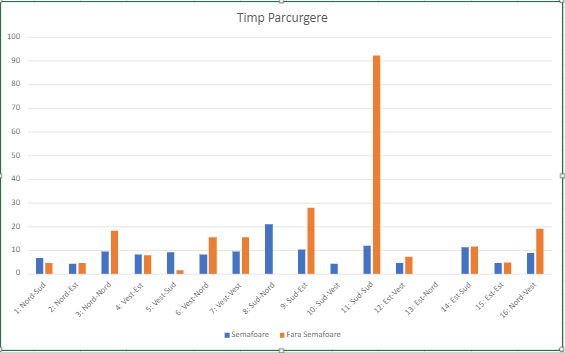 Timp Parcurgere
100
90
80
70
60
50
40
30
20
10
0
1: Nord-Sud
2: Nord-Est
3: Nord-Nord
4: Vest-Est
5: Vest-Sud
6: Vest-Nord
7: Vest-Vest
8: Sud-Nord
9: Sud-Est
10: Sud-Vest
11: Sud-Sud
12: Est-Vest
13: Est-Nord
14: Est-Sud
15: Est-Est
16: Nord-Vest
Semafoare
Fara Semafoare